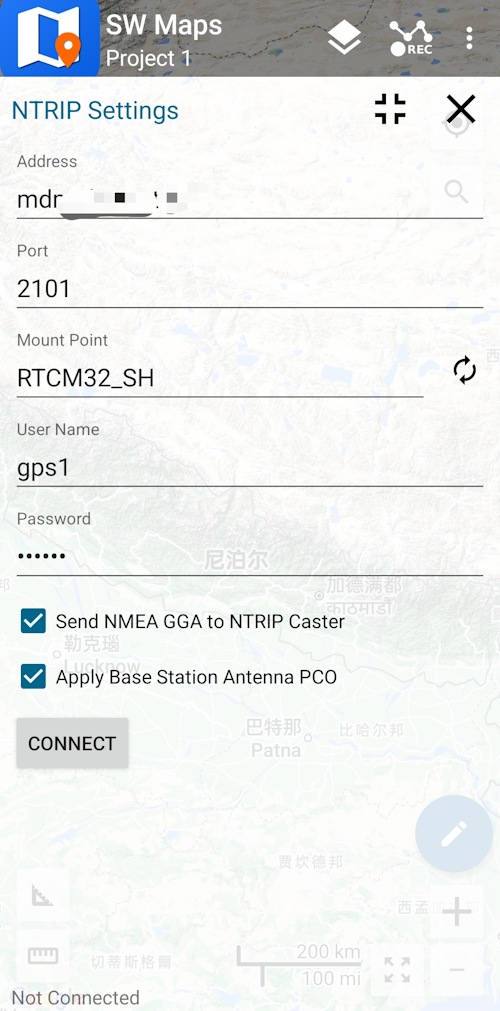 SW Maps
Project 1
REC
NTRIP Settings
Address
Port
2101
Mount Point
RTCM32_SH
User Name
gps1
Password
••••••
尼泊尔
加德满都
काठमाडौं
Send NMEA GGA to NTRIP Caster
勒克瑙
Lucknow
Apply Base Station Antenna PCO
巴特那
Patna
比哈尔邦
CONNECT
贾坎德邦
西孟
切蒂斯格尔
200 km
100 mi
Not Connected